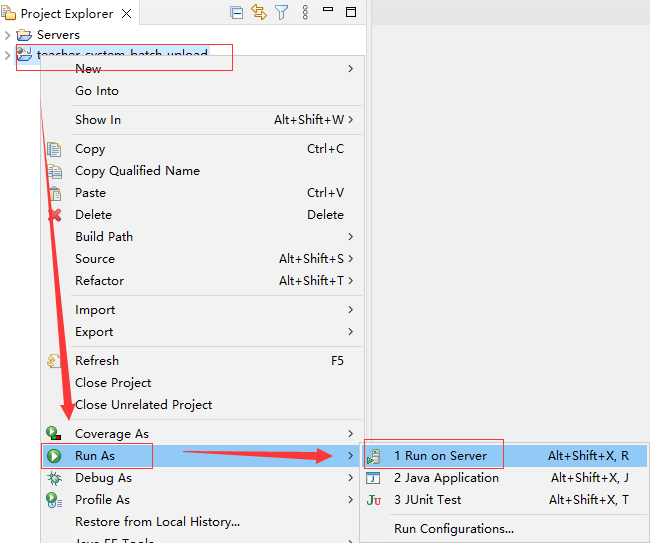 Project Explorer
Servers
teacher-system-batch-upload
New
Go Into
Show In Alt+Shift+W
Copy Ctrl+C
Copy Qualified Name
Paste Ctrl+V
Delete Delete
Build Path
Source Alt+Shift+S
Refactor Alt+Shift+T
Import
Export
Refresh F5
Close Project
Close Unrelated Project
Coverage As
Run As
1 Run on Server Alt+Shift+X, R
Debug As
2 Java Application Alt+Shift+X, J
Profile As
3 JUnit Test Alt+Shift+X, T
Restore from Local History...
Run Configurations...
Java EE Tools